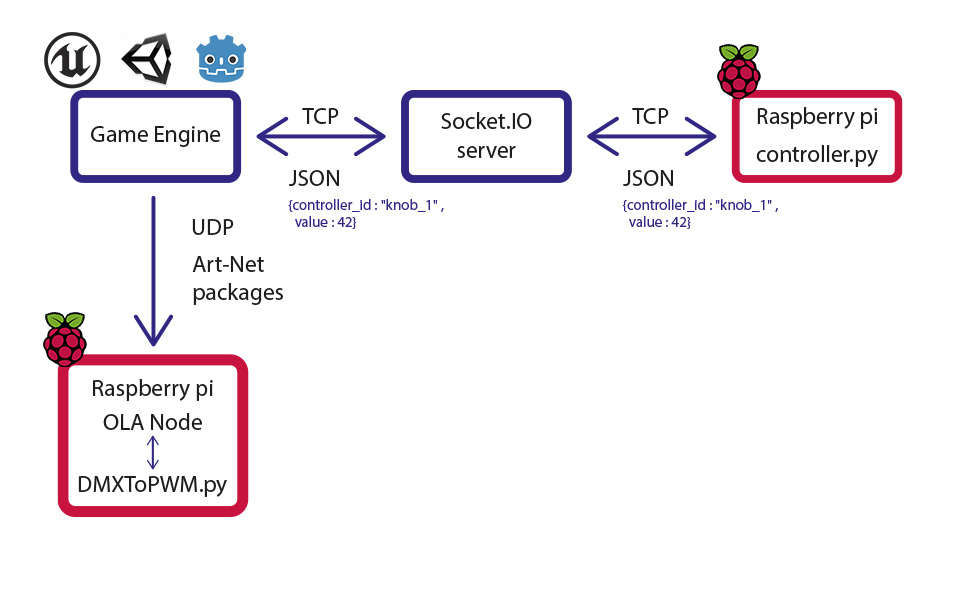 Game Engine
TCP
JSON
{controller_id : "knob_1" ,
value : 42}
Socket.IO
server
TCP
JSON
{controller_id : "knob_1" ,
value : 42}
Raspberry pi
controller.py
UDP
Art-Net
packages
Raspberry pi
OLA Node
DMXToPWM.py